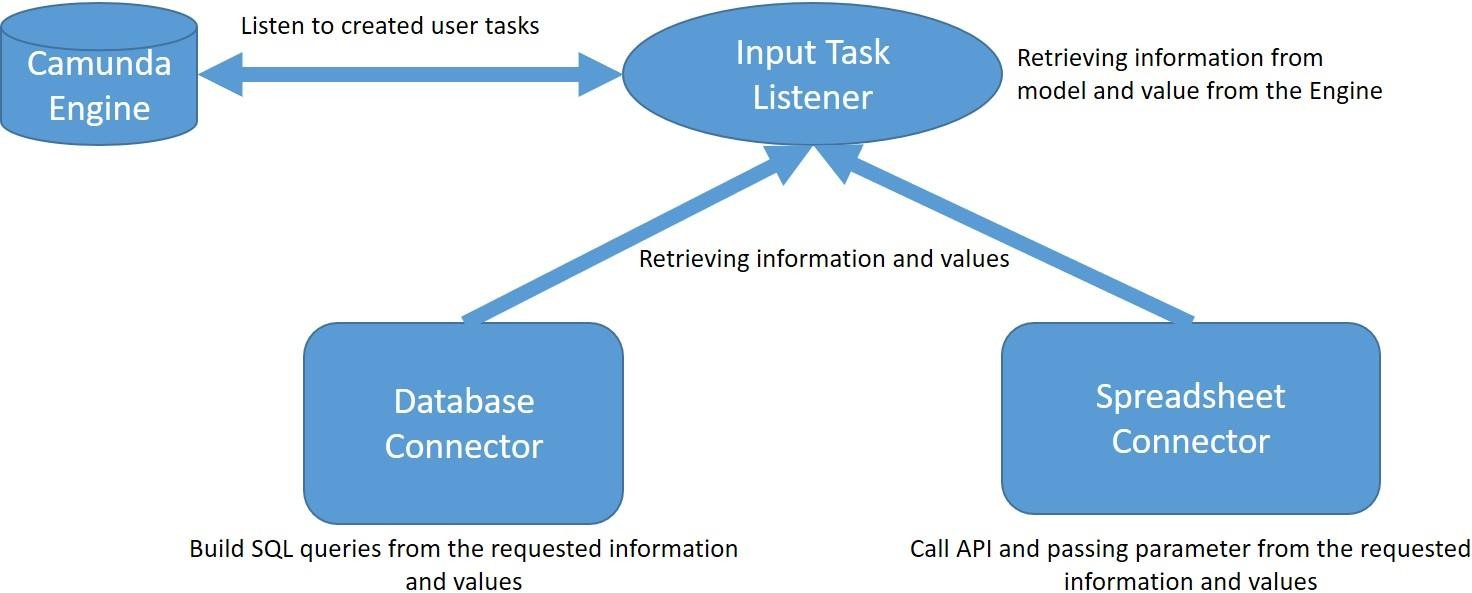 Listen to created user tasks
Camunda
Engine
Input Task
Listener
Retrieving information from
model and value from the Engine
Retrieving information and values
Database
Connector
Spreadsheet
Connector
Build SQL queries from the requested information
and values
Call API and passing parameter from the requested
information and values